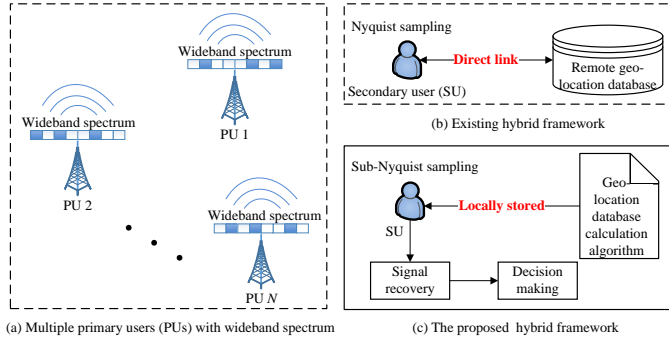 Wideband spectrum
PU 1
Wideband spectrum
PU 2
Wideband spectrum
PU N
(a) Multiple primary users (PUs) with wideband spectrum
Nyquist sampling
Direct link
Secondary user (SU)
Remote geo-
location database
(b) Existing hybrid framework
Sub-Nyquist sampling
Locally stored
SU
Geo-
location
database
calculation
algorithm
Signal
recovery
Decision
making
(c) The proposed hybrid framework